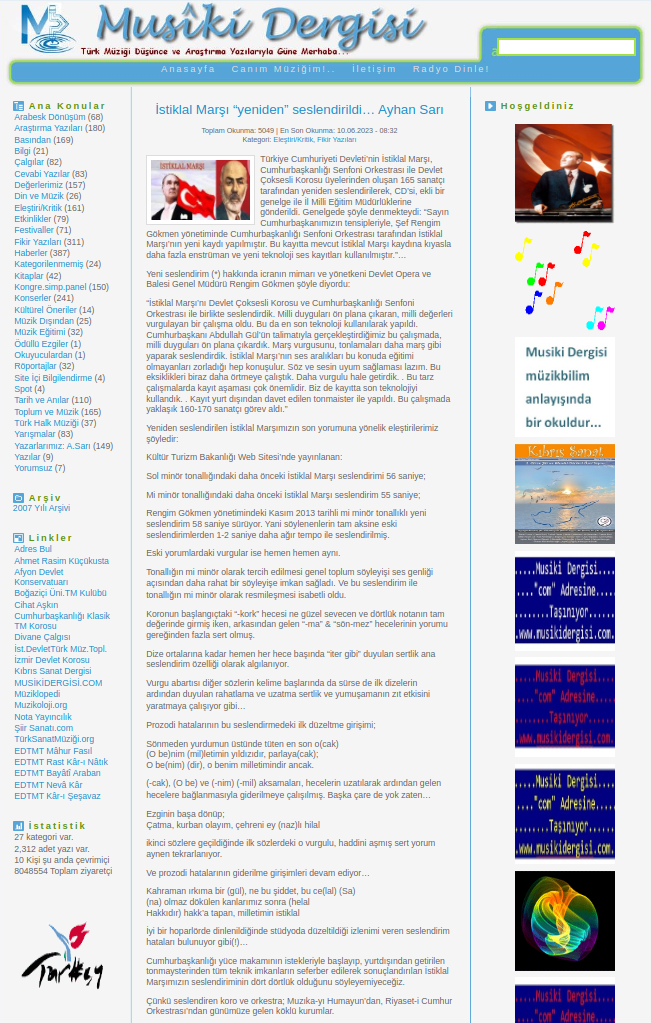 Musîki Dergisi
Türk Müziği Düşünce ve Araştırma Yazılarıyla Güne Merhaba...
Anasayfa Canım Müziğim!.. İletişim Radyo Dinle!
Ana Konular
Arabesk Dönüşüm (68)
Araştırma Yazıları (180)
Basından (169)
Bilgi (21)
Çalgılar (82)
Cevabi Yazılar (83)
Değerlerimiz (157)
Din ve Müzik (26)
Eleştiri/Kritik (161)
Etkinlikler (79)
Festivaller (71)
Fikir Yazıları (311)
Haberler (387)
Kategorilenmemiş (24)
Kitaplar (42)
Kongre.simp.panel (150)
Konserler (241)
Kültürel Öneriler (14)
Müzik Dışından (25)
Müzik Eğitimi (32)
Ödüllü Ezgiler (1)
Okuyuculardan (1)
Röportajlar (32)
Site İçi Bilgilendirme (4)
Spot (4)
Tarih ve Anılar (110)
Toplum ve Müzik (165)
Türk Halk Müziği (37)
Yarışmalar (83)
Yazarlarımız: A.Sarı (149)
Yazılar (9)
Yorumsuz (7)
Arşiv
2007 Yılı Arşivi
Linkler
Adres Bul
Ahmet Rasim Küçükusta
Afyon Devlet
Konservatuarı
Boğaziçi Üni.TM Kulübü
Cihat Aşkın
Cumhurbaşkanlığı Klasik
TM Korosu
Divane Çalgısı
İst.DevletTürk Müz.Topl.
İzmir Devlet Korosu
Kıbrıs Sanat Dergisi
MUSİKİDERGİSİ.COM
Müziklopedi
Muzikoloji.org
Nota Yayıncılık
Şiir Sanatı.com
TürkSanatMüziği.org
EDTMT Mâhur Fasıl
EDTMT Rast Kâr-ı Nâtık
EDTMT Bayâtî Araban
EDTMT Nevâ Kâr
EDTMT Kâr-ı Şeşavaz
İstatistik
27 kategori var.
2,312 adet yazı var.
10 Kişi şu anda çevrimiçi
8048554 Toplam ziyaretçi
İstiklal Marşı “yeniden” seslendirildi… Ayhan Sarı
Toplam Okunma: 5049 | En Son Okunma: 10.06.2023 - 08:32
Kategori: Eleştiri/Kritik, Fikir Yazıları
İSTİKLÂL MARŞI
Türkiye Cumhuriyeti Devleti’nin İstiklal Marşı,
Cumhurbaşkanlığı Senfoni Orkestrası ile Devlet
Çoksesli Korosu üyelerinden oluşan 165 sanatçı
tarafından yeniden seslendirilerek, CD’si, ekli bir
genelge ile İl Milli Eğitim Müdürlüklerine
gönderildi. Genelgede şöyle denmekteydi: “Sayın
Cumhurbaşkanımızın tensipleriyle, Şef Rengim
Gökmen yönetiminde Cumhurbaşkanlığı Senfoni Orkestrası tarafından İstiklal
Marşı’nın yeni kaydı yapılmıştır. Bu kayıtta mevcut İstiklal Marşı kaydına kıyasla
daha fazla enstrüman ve yeni teknoloji ses kayıtları kullanılmıştır.”…
Yeni seslendirim (*) hakkında icranın mimarı ve yönetkeni Devlet Opera ve
Balesi Genel Müdürü Rengim Gökmen şöyle diyordu:
“İstiklal Marşı’nı Devlet Çoksesli Korosu ve Cumhurbaşkanlığı Senfoni
Orkestrası ile birlikte seslendirdik. Milli duyguları ön plana çıkaran, milli değerleri
vurgulayan bir çalışma oldu. Bu da en son teknoloji kullanılarak yapıldı.
Cumhurbaşkanı Abdullah Gül’ün talimatıyla gerçekleştirdiğimiz bu çalışmada,
milli duyguları ön plana çıkardık. Marş vurgusunu, tonlamaları daha marş gibi
yaparak seslendirdik. İstiklal Marşı’nın ses aralıkları bu konuda eğitimi
olmayanları zorladığı hep konuşulur. Söz ve sesin uyum sağlaması lazım. Bu
eksiklikleri biraz daha örtmeye çalıştık. Daha vurgulu hale getirdik. . Bu tarz
çalışmalarda kayıt aşaması çok önemlidir. Biz de kayıtta son teknolojiyi
kullandık. . Kayıt yurt dışından davet edilen tonmaister ile yapıldı. Bu çalışmada
yaklaşık 160-170 sanatçı görev aldı.”
Yeniden seslendirilen İstiklal Marşımızın son yorumuna yönelik eleştirilerimiz
şöyledir:
Kültür Turizm Bakanlığı Web Sitesi’nde yayınlanan:
Sol minör tonallığındaki daha önceki İstiklal Marşı seslendirimi 56 saniye;
Mi minör tonallığındaki daha önceki İstiklal Marşı seslendirim 55 saniye;
Rengim Gökmen yönetimindeki Kasım 2013 tarihli mi minör tonallıklı yeni
seslendirim 58 saniye sürüyor. Yani söylenenlerin tam aksine eski
seslendirimlerden 1-2 saniye daha ağır tempo ile seslendirilmiş.
Eski yorumlardaki vurgular ise hemen hemen aynı.
Tonallığın mi minör olarak tercih edilmesi genel toplum söyleyişi ses genliği
açısından daha rahat bir söyleyişe imkan sağladı. Ve bu seslendirim ile
tonallığın mi minör olarak resmileşmesi isabetli oldu.
Koronun başlangıçtaki “-kork” hecesi ne güzel sevecen ve dörtlük notanın tam
değerinde girmiş iken, arkasından gelen “-ma” & “sön-mez” hecelerinin yorumu
gereğinden fazla sert olmuş.
Dize ortalarına kadar hemen her hece başında “iter gibi” duyulan sertlik ana
seslendirim özelliği olarak algılanıyor.
Vurgu abartısı diğer sözlerin kelime başlarında da sürse de ilk dizelerin
ardından duyulan rahatlama ve uzatma sertlik ve yumuşamanın zıt etkisini
yaratmaya çalışıyor gibi…
Prozodi hatalarının bu seslendirmedeki ilk düzeltme girişimi;
Sönmeden yurdumun üstünde tüten en son o(cak)
(O be)nim (mil)letimin yıldızıdır, parlaya(cak);
O be(nim) (dir), o benim milletimindir ancak.
(-cak), (O be) ve (-nim) (-mil) aksamaları, hecelerin uzatılarak ardından gelen
hecelere bağlanmasıyla giderilmeye çalışılmış. Başka çare de yok zaten…
Ezginin başa dönüp;
Çatma, kurban olayım, çehreni ey (naz)lı hilal
ikinci sözlere geçildiğinde ilk sözlerdeki o vurgulu, haddini aşmış sert yorum
aynen tekrarlanıyor.
Ve prozodi hatalarının giderilme girişimleri devam ediyor…
Kahraman ırkıma bir (gül), ne bu şiddet, bu ce(lal) (Sa)
(na) olmaz dökülen kanlarımız sonra (helal
Hakkıdır) hakk’a tapan, milletimin istiklal
İyi bir hoparlörde dinlenildiğinde stüdyoda düzeltildiği izlenimi veren seslendirim
hataları bulunuyor gibi(!)…
Cumhurbaşkanlığı yüce makamının istekleriyle başlayıp, yurtdışından getirilen
tonmaysterinden tüm teknik imkanların seferber edilerek sonuçlandırılan İstiklal
Marşımızın seslendiriminin dört dörtlük olduğunu söyleyemiyeceğiz.
Çünkü seslendiren koro ve orkestra; Muzıka-yı Humayun’dan, Riyaset-i Cumhur
Orkestrası’ndan günümüze gelen köklü kurumlar.
Hoşgeldiniz
Musiki Dergisi
müzikbilim
anlayışında
bir okuldur...
Kıbrıs Sanat
.....Musiki Dergisi.....
...."com" Adresine....
........Taşınıyor........
www.musikidergisi.com.
.....Musiki Dergisi.....
...."com" Adresine....
........Taşınıyor........
www.musikidergisi.com.
.....Musiki Dergisi.....
...."com" Adresine....
........Taşınıyor........
www.musikidergisi.com.
.....Musiki Dergisi.....
...."com" Adresine....
........Taşınıyor........